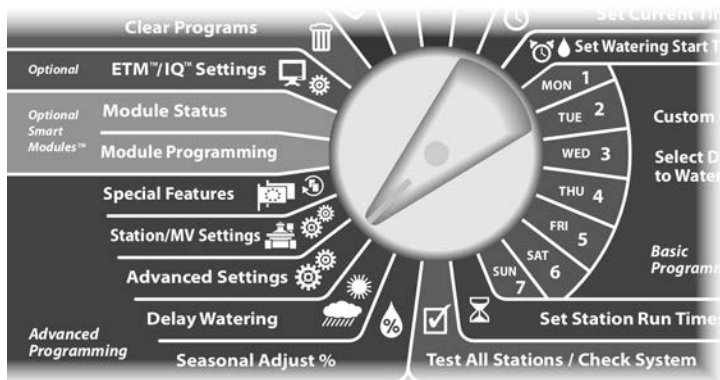 Set Current Ti
Clear Programs
Set Watering Start T
Optional
ETM™/IQ™ Settings
MON 1
Optional
Smart
Modules™
Module Status
TUE 2
Custom
Module Programming
WED 3
Select D
to Water
Special Features
THU 4
Station/MV Settings
FRI 5
SAT 6
Basic
Programm
Advanced Settings
SUN 7
Delay Watering
%
Set Station Run Time
Advanced
Programming
Seasonal Adjust %
Test All Stations / Check System